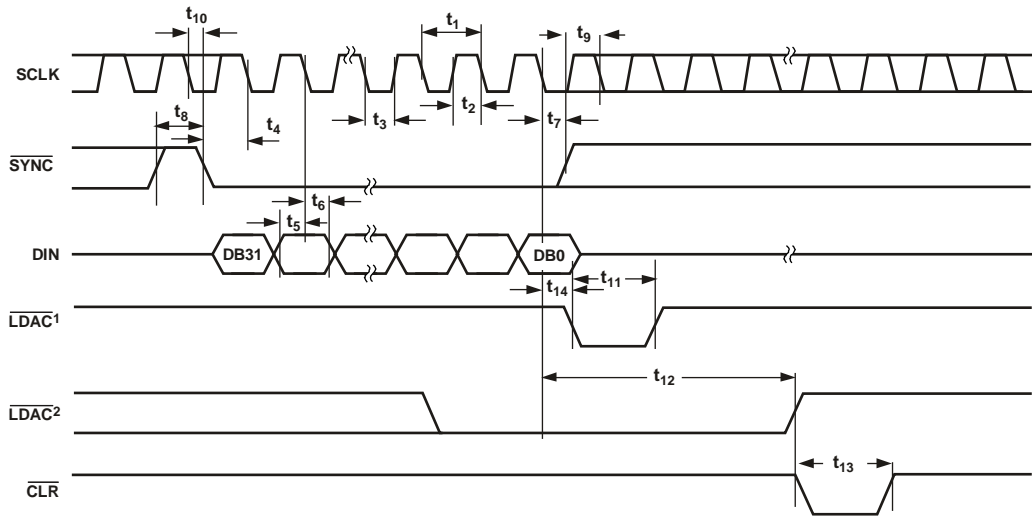 t10
t1
t9
SCLK
t8
t4
t3
t2
t7
SYNC
t6
t5
DIN
DB31
DB0
t11
t14
LDAC1
t12
LDAC2
t13
CLR